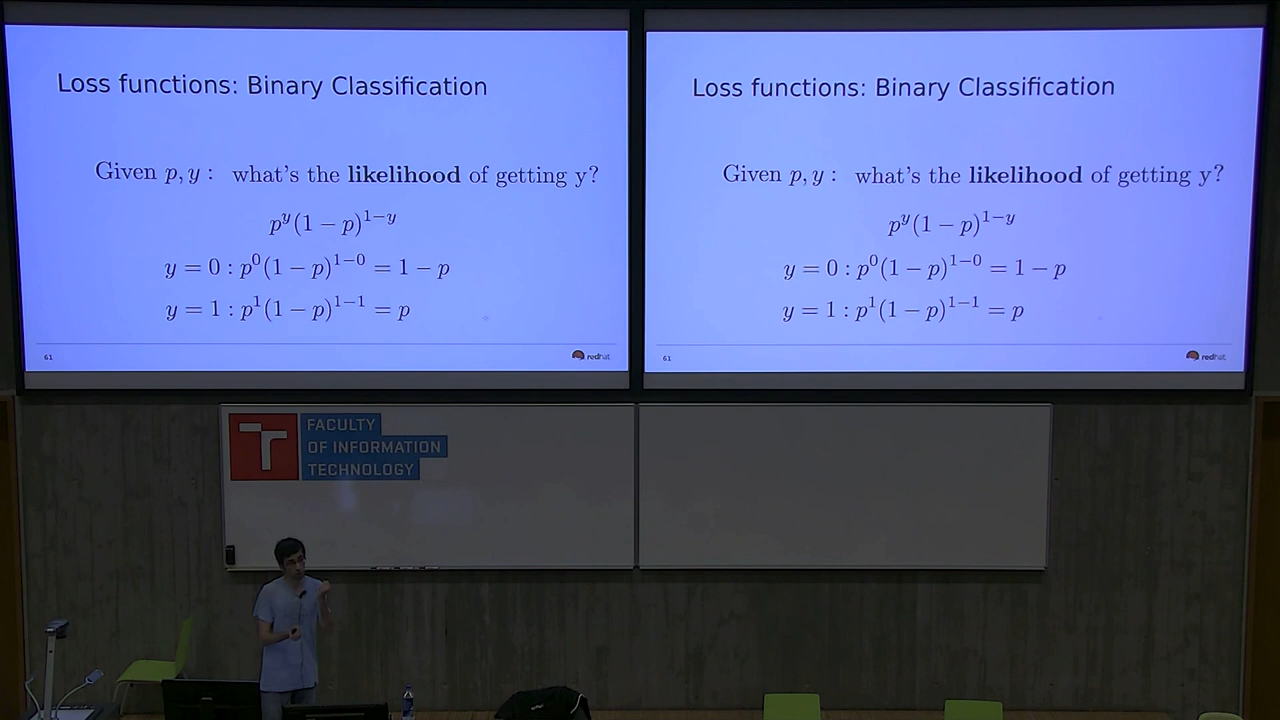 Loss functions: Binary Classification
Given p, y : what's the likelihood of getting y?
p^y(1 − p)^{1−y}
y = 0 : p^0(1 − p)^{1−0} = 1 − p
y = 1 : p^1(1 − p)^{1−1} = p
61
redhat
Loss functions: Binary Classification
Given p, y : what's the likelihood of getting y?
p^y(1 − p)^{1−y}
y = 0 : p^0(1 − p)^{1−0} = 1 − p
y = 1 : p^1(1 − p)^{1−1} = p
61
redhat
T
FACULTY
OF INFORMATION
TECHNOLOGY